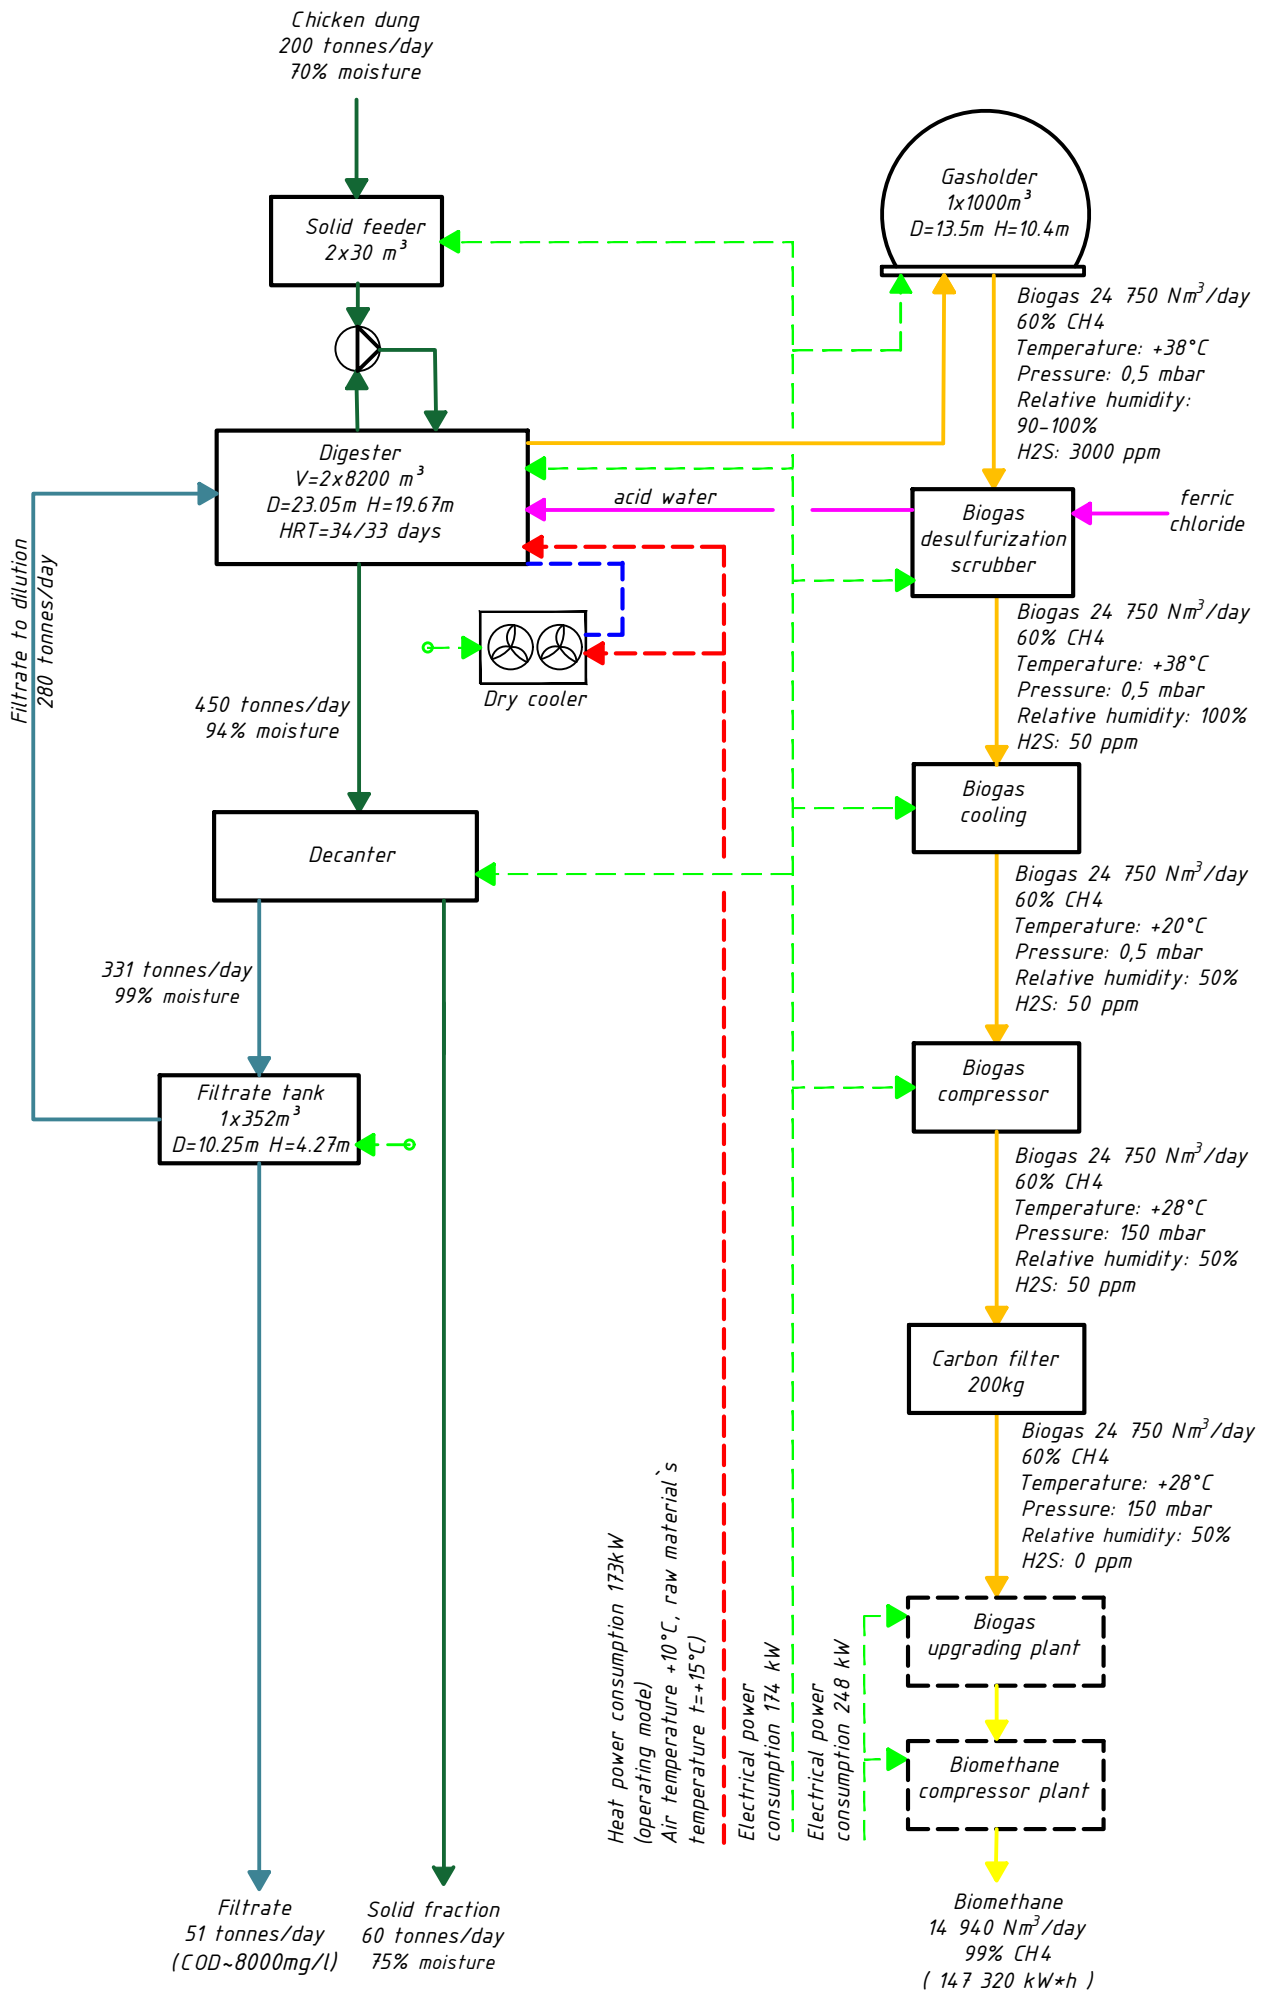 Chicken dung
200 tonnes/day
70% moisture
Solid feeder
2x30 m³
Gasholder
1x1000m³
D=13.5m H=10.4m
Biogas 24 750 Nm³/day
60% CH4
Temperature: +38°C
Pressure: 0,5 mbar
Relative humidity:
90-100%
H2S: 3000 ppm
Digester
V=2x8200 m³
D=23.05m H=19.67m
HRT=34/33 days
acid water
Biogas
desulfurization
scrubber
ferric
chloride
Filtrate to dilution
280 tonnes/day
Dry cooler
Biogas 24 750 Nm³/day
60% CH4
Temperature: +38°C
Pressure: 0,5 mbar
Relative humidity: 100%
H2S: 50 ppm
450 tonnes/day
94% moisture
Biogas
cooling
Decanter
Biogas 24 750 Nm³/day
60% CH4
Temperature: +20°C
Pressure: 0,5 mbar
Relative humidity: 50%
H2S: 50 ppm
331 tonnes/day
99% moisture
Biogas
compressor
Filtrate tank
1x352m³
D=10.25m H=4.27m
Biogas 24 750 Nm³/day
60% CH4
Temperature: +28°C
Pressure: 150 mbar
Relative humidity: 50%
H2S: 50 ppm
Carbon filter
200kg
Biogas 24 750 Nm³/day
60% CH4
Temperature: +28°C
Pressure: 150 mbar
Relative humidity: 50%
H2S: 0 ppm
Heat power consumption 173kW
(operating mode)
Air temperature +10°C, raw material`s
temperature t=+15°C)
Electrical power
consumption 174 kW
Electrical power
consumption 248 kW
Biogas
upgrading plant
Biomethane
compressor plant
Filtrate
51 tonnes/day
(COD~8000mg/l)
Solid fraction
60 tonnes/day
75% moisture
Biomethane
14 940 Nm³/day
99% CH4
( 147 320 kW*h )